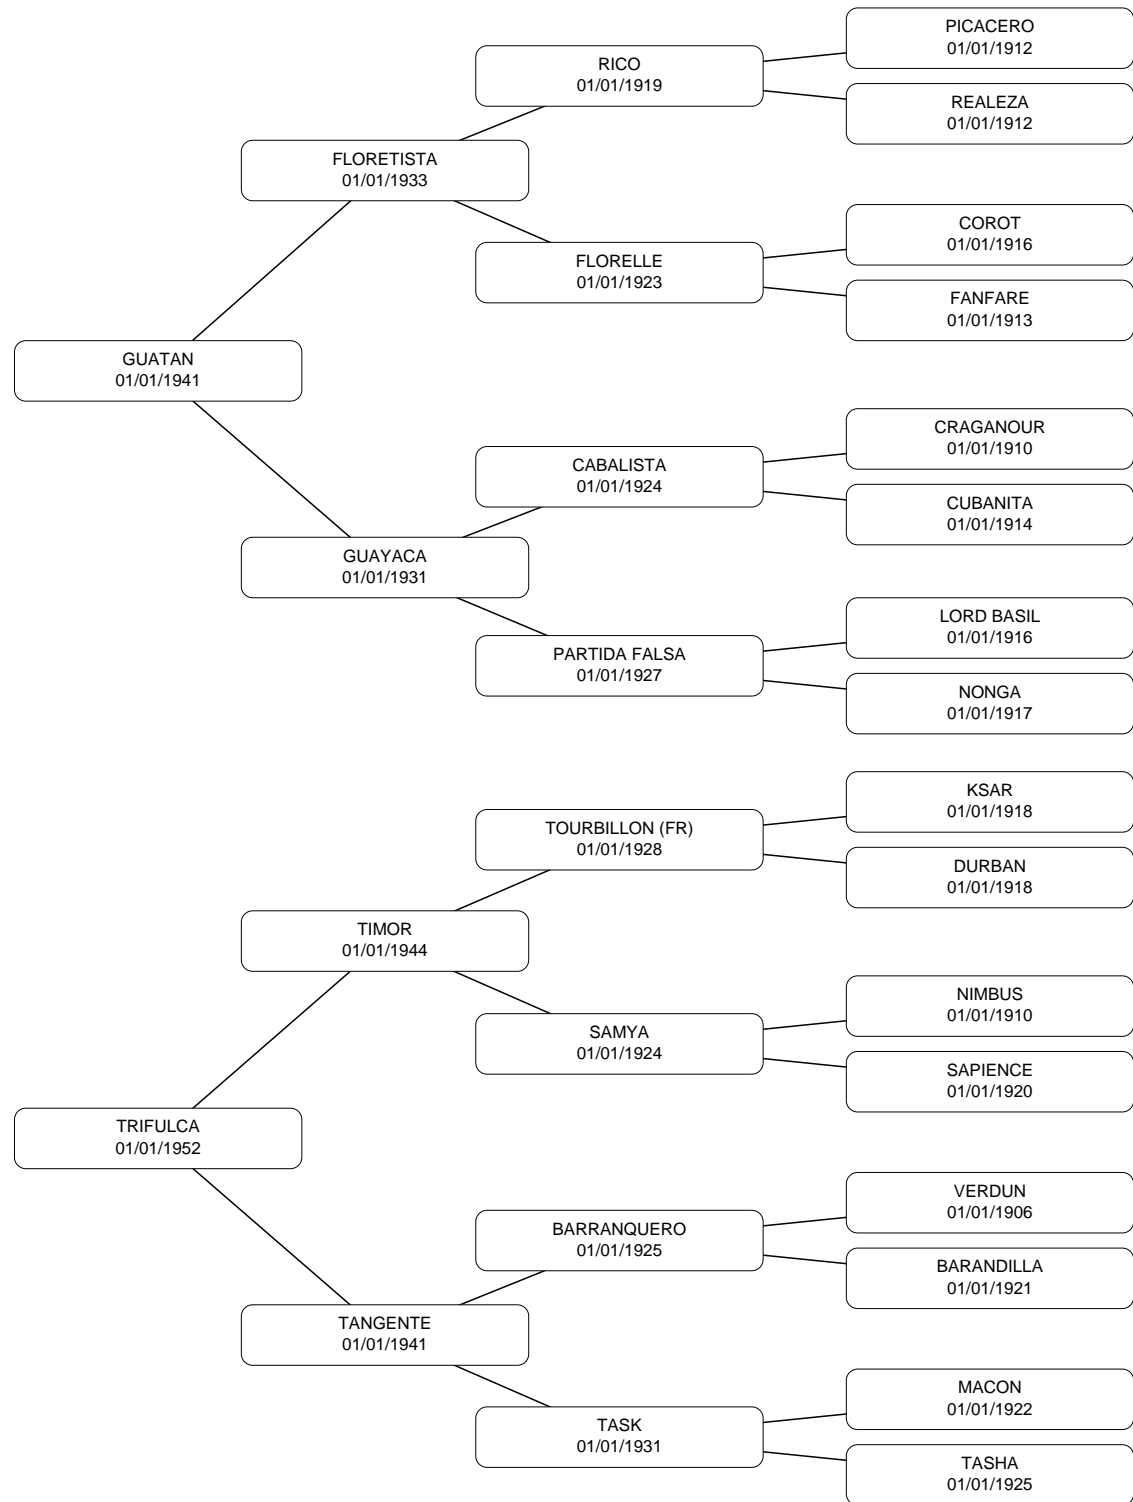 PICACERO
01/01/1912
RICO
01/01/1919
REALEZA
01/01/1912
FLORETISTA
01/01/1933
COROT
01/01/1916
FLORELLE
01/01/1923
FANFARE
01/01/1913
GUATAN
01/01/1941
CRAGANOUR
01/01/1910
CABALISTA
01/01/1924
CUBANITA
01/01/1914
GUAYACA
01/01/1931
LORD BASIL
01/01/1916
PARTIDA FALSA
01/01/1927
NONGA
01/01/1917
KSAR
01/01/1918
TOURBILLON (FR)
01/01/1928
DURBAN
01/01/1918
TIMOR
01/01/1944
NIMBUS
01/01/1910
SAMYA
01/01/1924
SAPIENCE
01/01/1920
TRIFULCA
01/01/1952
VERDUN
01/01/1906
BARRANQUERO
01/01/1925
BARANDILLA
01/01/1921
TANGENTE
01/01/1941
MACON
01/01/1922
TASK
01/01/1931
TASHA
01/01/1925